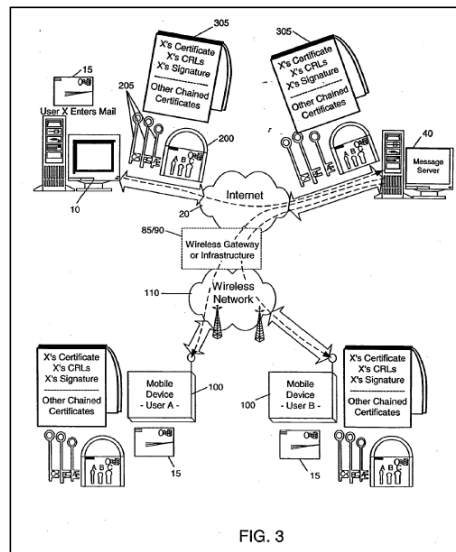 305
X's Certificate
X's CRLs
X's Signature
Other Chained
Certificates
305
X's Certificate
X's CRLs
X's Signature
Other Chained
Certificates
15
User X Enters Mail
205
200
40
Message
Server
A B C
A B C
10
Internet
20
85/90
Wireless Gateway
or Infrastructure
110
Wireless
Network
X's Certificate
X's CRLs
X's Signature
Other Chained
Certificates
Mobile
Device
- User A -
100
15
A B C
100
Mobile
Device
- User B -
15
X's Certificate
X's CRLs
X's Signature
Other Chained
Certificates
A B C
FIG. 3